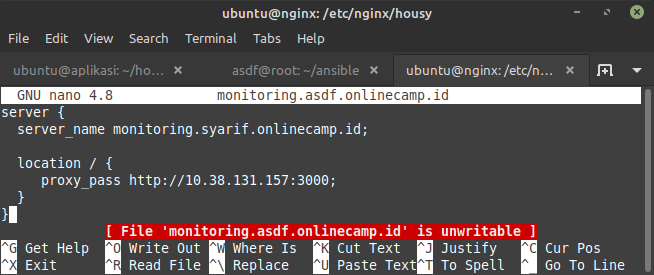 ubuntu@nginx: /etc/nginx/housy
File Edit View Search Terminal Tabs Help
ubuntu@aplikasi: ~/ho... × asdf@root: ~/ansible × ubuntu@nginx: /etc/n... ×
GNU nano 4.8 monitoring.asdf.onlinecamp.id
server {
  server_name monitoring.syarif.onlinecamp.id;
  location / {
     proxy_pass http://10.38.131.157:3000;
  }
}
[ File 'monitoring.asdf.onlinecamp.id' is unwritable ]
^G Get Help ^O Write Out ^W Where Is ^K Cut Text ^J Justify ^C Cur Pos
^X Exit ^R Read File ^\ Replace ^U Paste Text ^T To Spell ^_ Go To Line